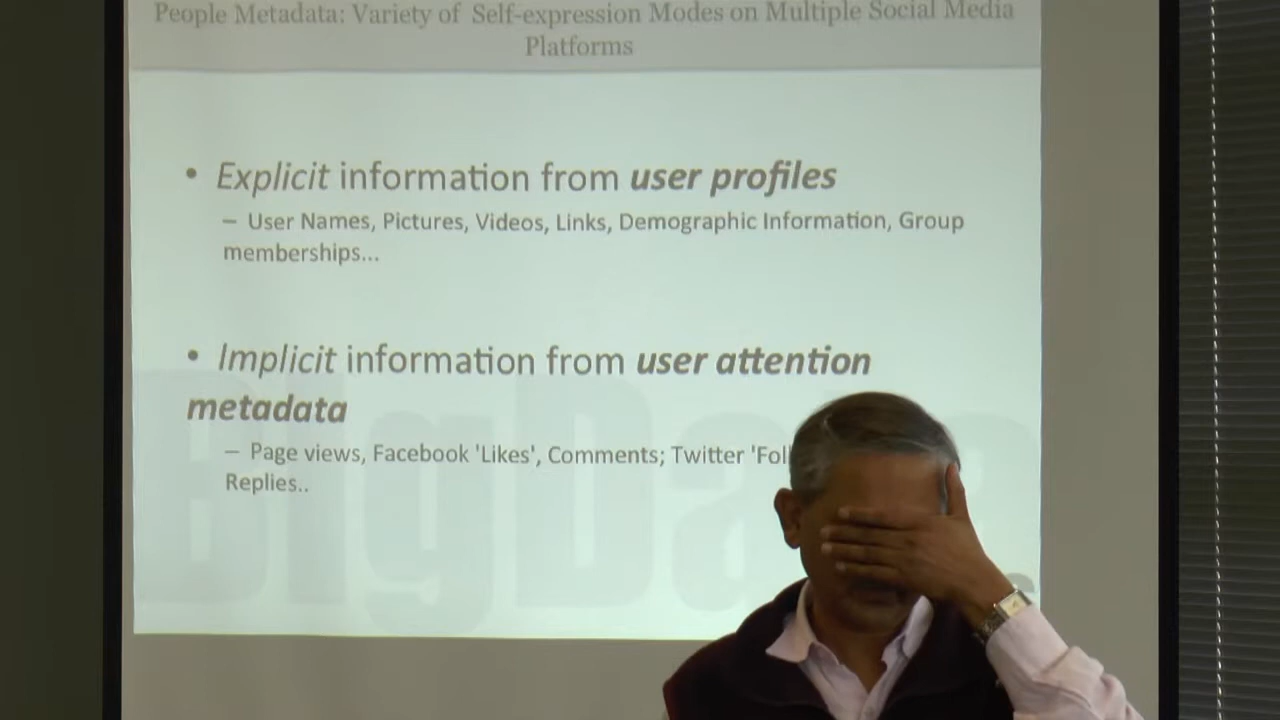 People Metadata: Variety of Self-expression Modes on Multiple Social Media
Platforms
• Explicit information from user profiles
– User Names, Pictures, Videos, Links, Demographic Information, Group
memberships...
• Implicit information from user attention
metadata
– Page views, Facebook 'Likes', Comments; Twitter
Replies..
BigData